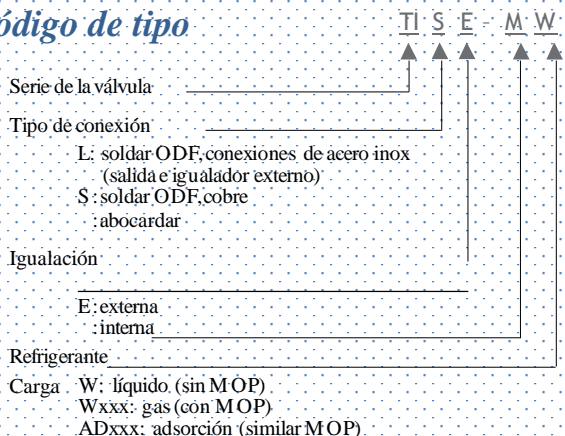 ódigo de tipo
TI S E - M W
Serie de la válvula
Tipo de conexión
L: soldar ODF, conexiones de acero inox
(salida e igualador externo)
S : soldar ODF, cobre
: abocardar
Igualación
E: externa
: interna
Refrigerante
Carga W: líquido (sin MOP)
Wxxx: gas (con MOP)
ADxxx: adsorción (similar MOP)